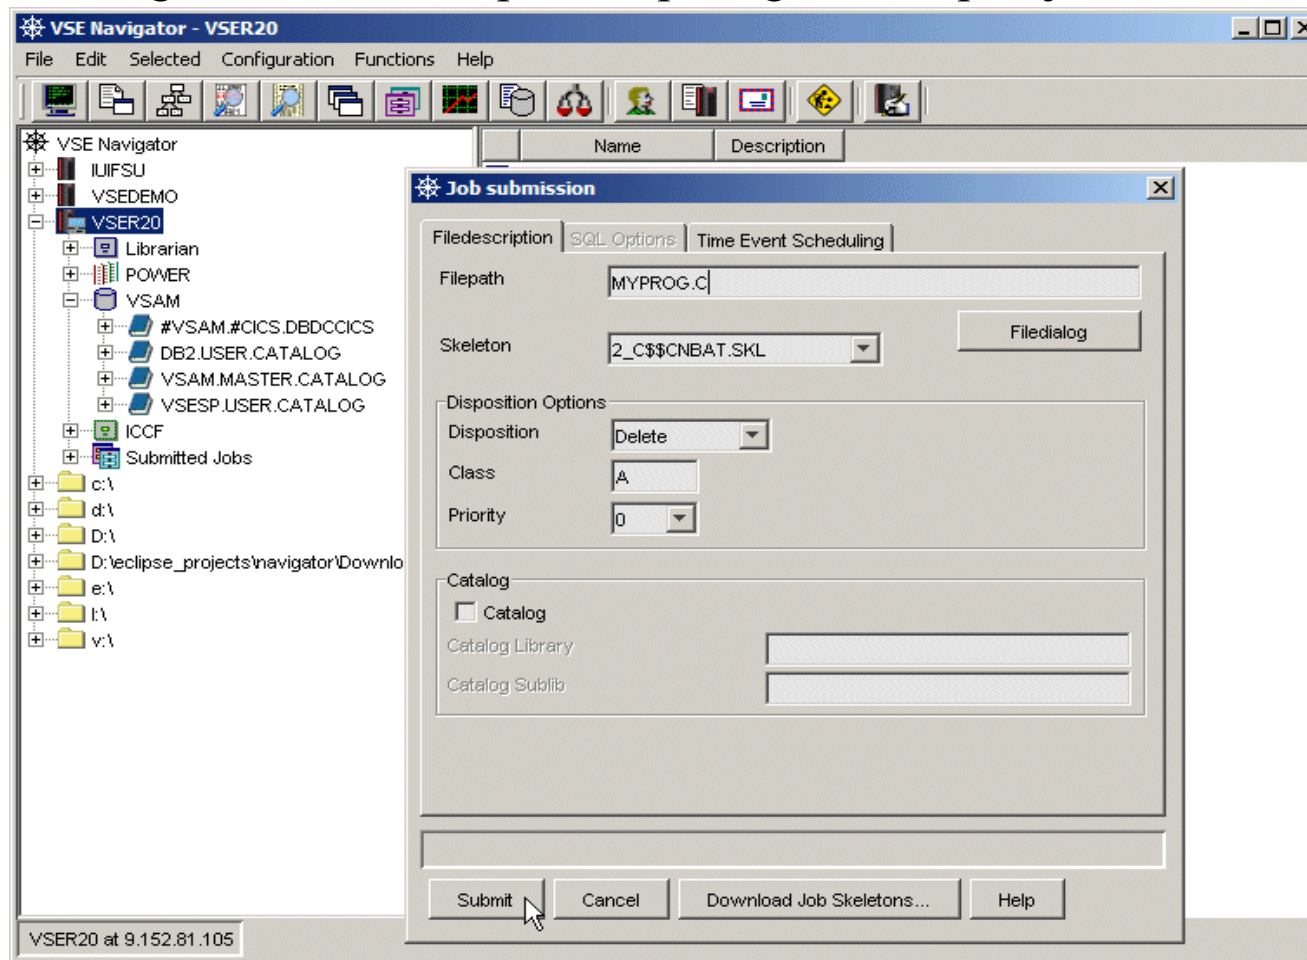 VSE Navigator - VSER20
File Edit Selected Configuration Functions Help
VSE Navigator
IUIFSU
VSEDEMO
VSER20
Librarian
POWER
VSAM
#VSAM.#CICS.DBDCCICS
DB2.USER.CATALOG
VSAM.MASTER.CATALOG
VSESP.USER.CATALOG
ICCF
Submitted Jobs
c:\
d:\
D:\
D:\eclipse_projects\navigator\Downlo
e:\
l:\
v:\
Name Description
Job submission
Filedescription SQL Options Time Event Scheduling
Filepath MYPROG.C
Filedialog
Skeleton 2_C$$CNBAT.SKL
Disposition Options
Disposition Delete
Class A
Priority 0
Catalog
Catalog
Catalog Library
Catalog Sublib
Submit Cancel Download Job Skeletons... Help
VSER20 at 9.152.81.105